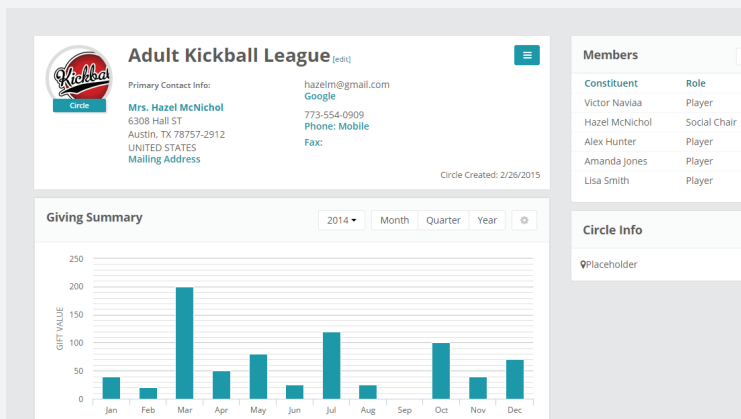 Kickbal
Circle
Adult Kickball League [edit]
Primary Contact Info:
Mrs. Hazel McNichol
6308 Hall ST
Austin, TX 78757-2912
UNITED STATES
Mailing Address
hazelm@gmail.com
Google
773-554-0909
Phone: Mobile
Fax:
Circle Created: 2/26/2015
Members
Constituent Role
Victor Naviaa Player
Hazel McNichol Social Chair
Alex Hunter Player
Amanda Jones Player
Lisa Smith Player
Giving Summary
2014 Month Quarter Year
250
200
150
100
50
0
GIFT VALUE
Jan Feb Mar Apr May Jun Jul Aug Sep Oct Nov Dec
Circle Info
Placeholder